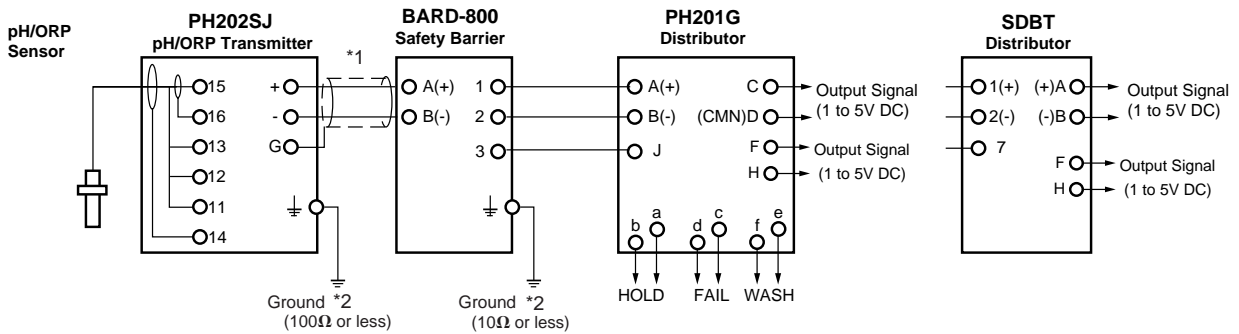 pH/ORP
Sensor
PH202SJ
pH/ORP Transmitter
15
16
13
12
11
14
+
-
G
*1
Ground *2
(100Ω or less)
BARD-800
Safety Barrier
A(+)
B(-)
1
2
3
Ground *2
(10Ω or less)
PH201G
Distributor
A(+)
B(-)
J
C
(CMN)D
F
H
Output Signal
(1 to 5V DC)
Output Signal
(1 to 5V DC)
b a d c f e
HOLD FAIL WASH
SDBT
Distributor
1(+)
2(-)
7
(+)A
(-)B
F
H
Output Signal
(1 to 5V DC)
Output Signal
(1 to 5V DC)